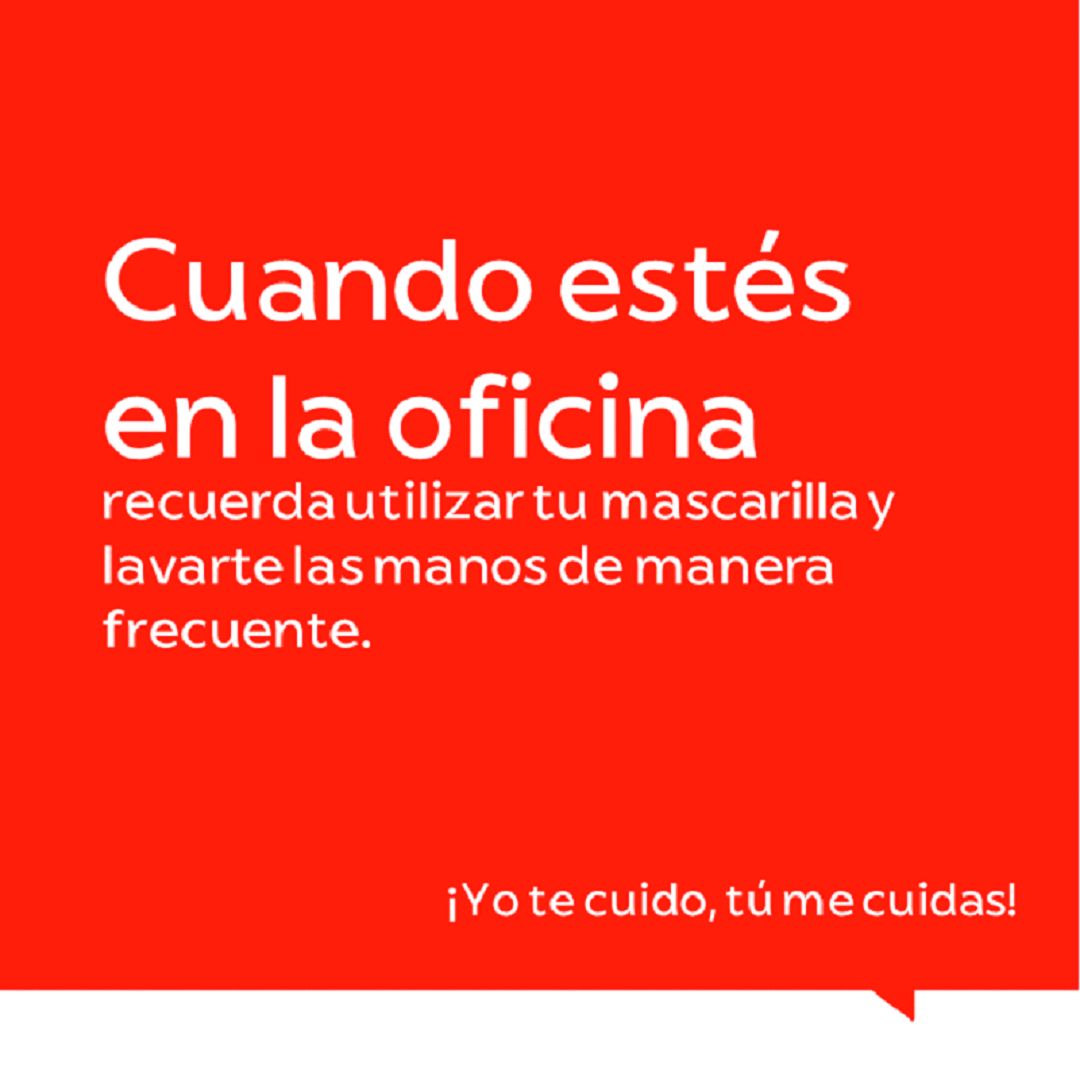 Cuando estés
en la oficina
recuerda utilizar tu mascarilla y
lavarte las manos de manera
frecuente.
¡Yo te cuido, tú me cuidas!